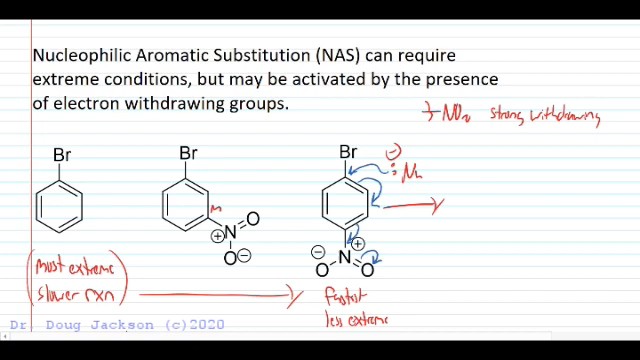 Nucleophilic Aromatic Substitution (NAS) can require
extreme conditions, but may be activated by the presence
of electron withdrawing groups.
NO₂ strong withdrawing
Br Br Br
⊖
:Nu
m
N O
⊕
O ⊖
⊖ ⊕
O N O
most extreme
slower rxn
fastest
less extreme
Dr. Doug Jackson (c)2020